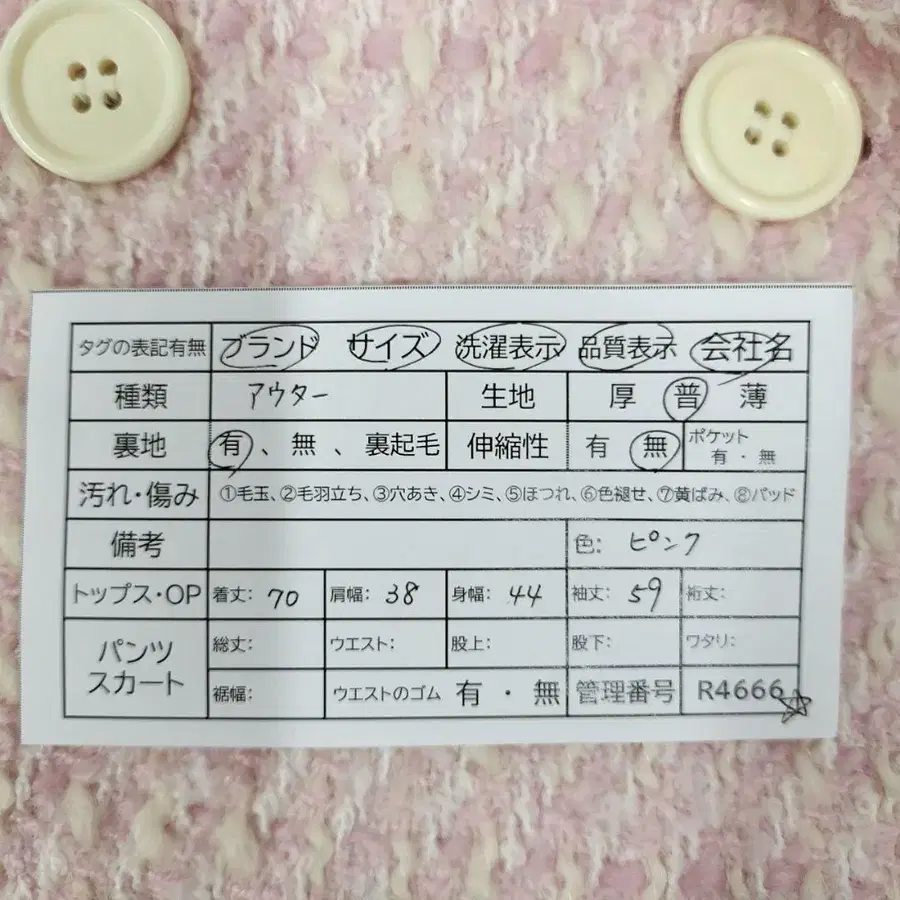 タグの表記有無 ブランド サイズ 洗濯表示 品質表示 会社名
種類 アウター 生地 厚 普 薄
裏地 有、無、裏起毛 伸縮性 有 無 ポケット 有・無
汚れ・傷み ①毛玉、②毛羽立ち、③穴あき、④シミ、⑤ほつれ、⑥色褪せ、⑦黄ばみ、⑧パッド
備考 色: ピンク
トップス・OP 着丈: 70 肩幅: 38 身幅: 44 袖丈: 59 裄丈:
パンツ スカート 総丈: ウエスト: 股上: 股下: ワタリ:
裾幅: ウエストのゴム 有・無 管理番号 R4666